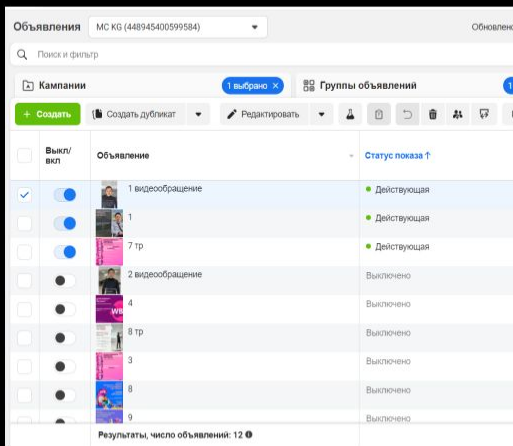 Объявления
MC KG (448945400599584)
Обновлено
Поиски фильтр
Кампании
1 выбрано ×
Группы объявлений
1
+ Создать
Создать дубликат
Редактировать
Выкл/
вкл
Объявление
Статус показа ↑
1 видеообращение
Действующая
1
Действующая
7 тр
Действующая
2 видеообращение
Выключено
4
Выключено
8 тр
Выключено
3
Выключено
8
Выключено
9
Выключено
Результаты, число объявлений: 12